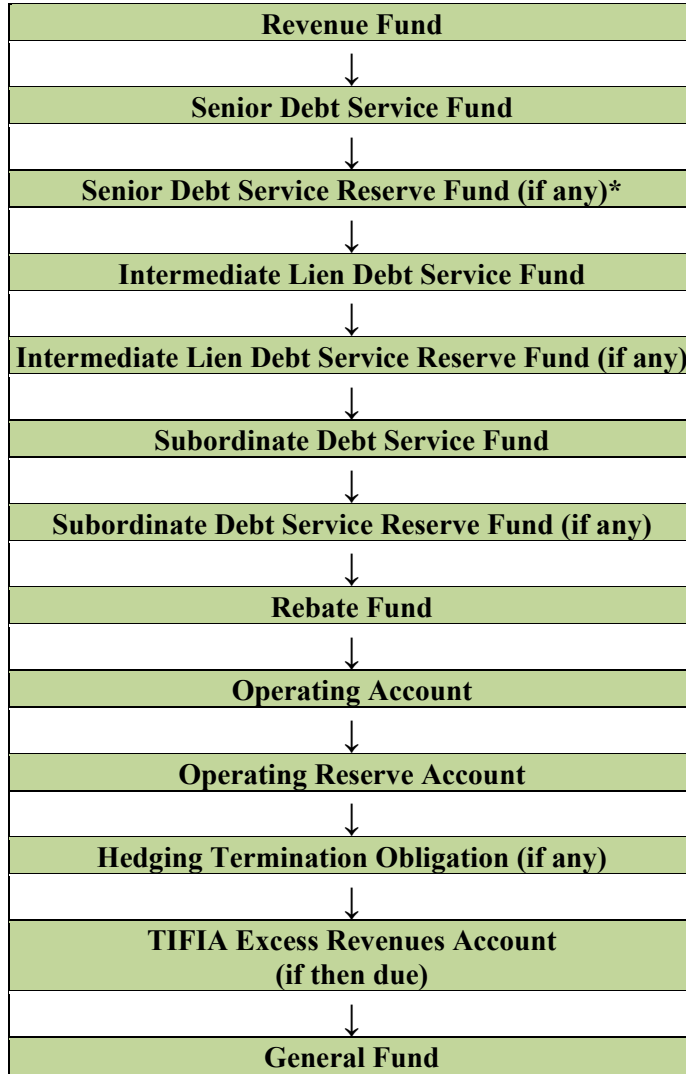 Revenue Fund
↓
Senior Debt Service Fund
↓
Senior Debt Service Reserve Fund (if any)*
↓
Intermediate Lien Debt Service Fund
↓
Intermediate Lien Debt Service Reserve Fund (if any)
↓
Subordinate Debt Service Fund
↓
Subordinate Debt Service Reserve Fund (if any)
↓
Rebate Fund
↓
Operating Account
↓
Operating Reserve Account
↓
Hedging Termination Obligation (if any)
↓
TIFIA Excess Revenues Account
(if then due)
↓
General Fund